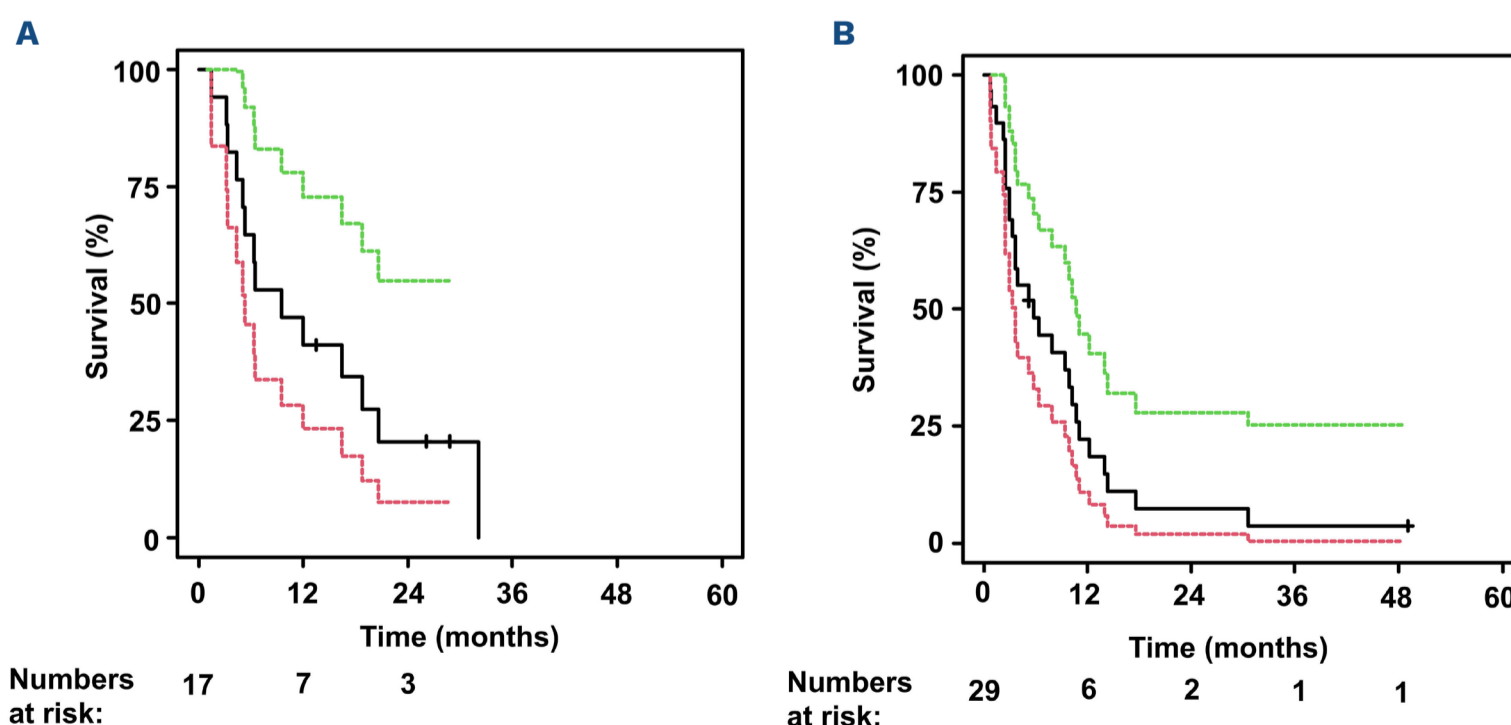 A
Survival (%)
100
75
50
25
0
0 12 24 36 48 60
Time (months)
Numbers at risk: 17 7 3
B
Survival (%)
100
75
50
25
0
0 12 24 36 48 60
Time (months)
Numbers at risk: 29 6 2 1 1